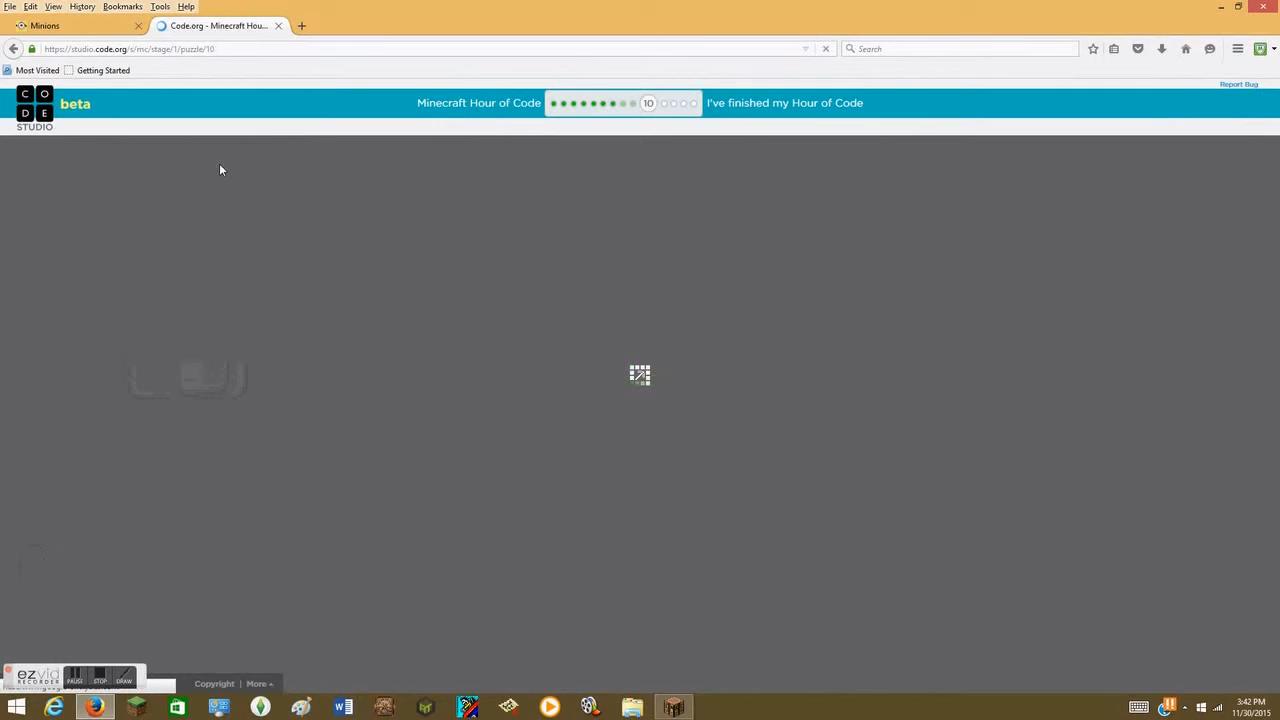 File Edit View History Bookmarks Tools Help
Minions
Code.org - Minecraft Hou...
https://studio.code.org/s/mc/stage/1/puzzle/10
Search
Most Visited Getting Started
Report Bug
C O D E
STUDIO
beta
Minecraft Hour of Code 10 I've finished my Hour of Code
ezvid
RECORDER
PAUSE STOP DRAW
Copyright | More
3:42 PM
11/30/2015